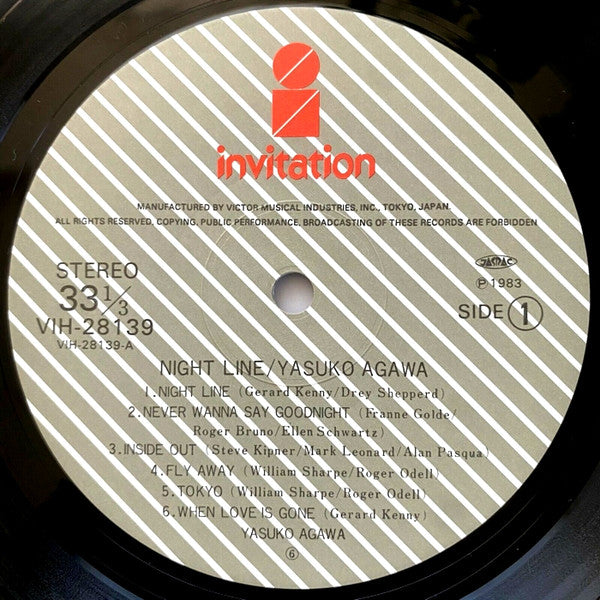 invitation
MANUFACTURED BY VICTOR MUSICAL INDUSTRIES, INC., TOKYO, JAPAN.
ALL RIGHTS RESERVED, COPYING, PUBLIC PERFORMANCE, BROADCASTING OF THESE RECORDS ARE FORBIDDEN
STEREO
33 1/3
VIH-28139
VIH-28139-A
JASRAC
Ⓟ 1983
SIDE 1
NIGHT LINE/YASUKO AGAWA
1. NIGHT LINE (Gerard Kenny/Drey Shepperd)
2. NEVER WANNA SAY GOODNIGHT (Franne Golde/
Roger Bruno/Ellen Schwartz)
3. INSIDE OUT (Steve Kipner/Mark Leonard/Alan Pasqua)
4. FLY AWAY (William Sharpe/Roger Odell)
5. TOKYO (William Sharpe/Roger Odell)
6. WHEN LOVE IS GONE (Gerard Kenny)
YASUKO AGAWA
⑥